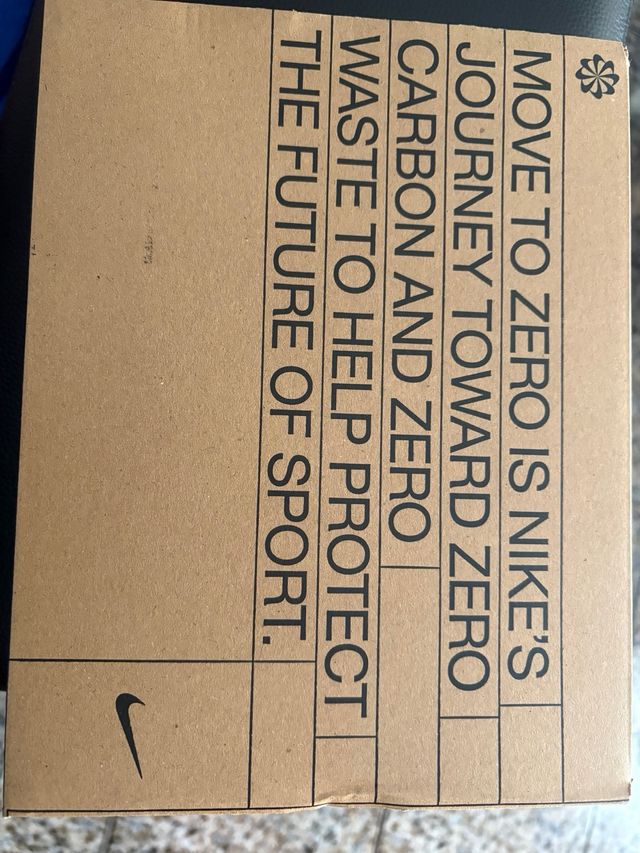 MOVE TO ZERO IS NIKE'S
JOURNEY TOWARD ZERO
CARBON AND ZERO
WASTE TO HELP PROTECT
THE FUTURE OF SPORT.